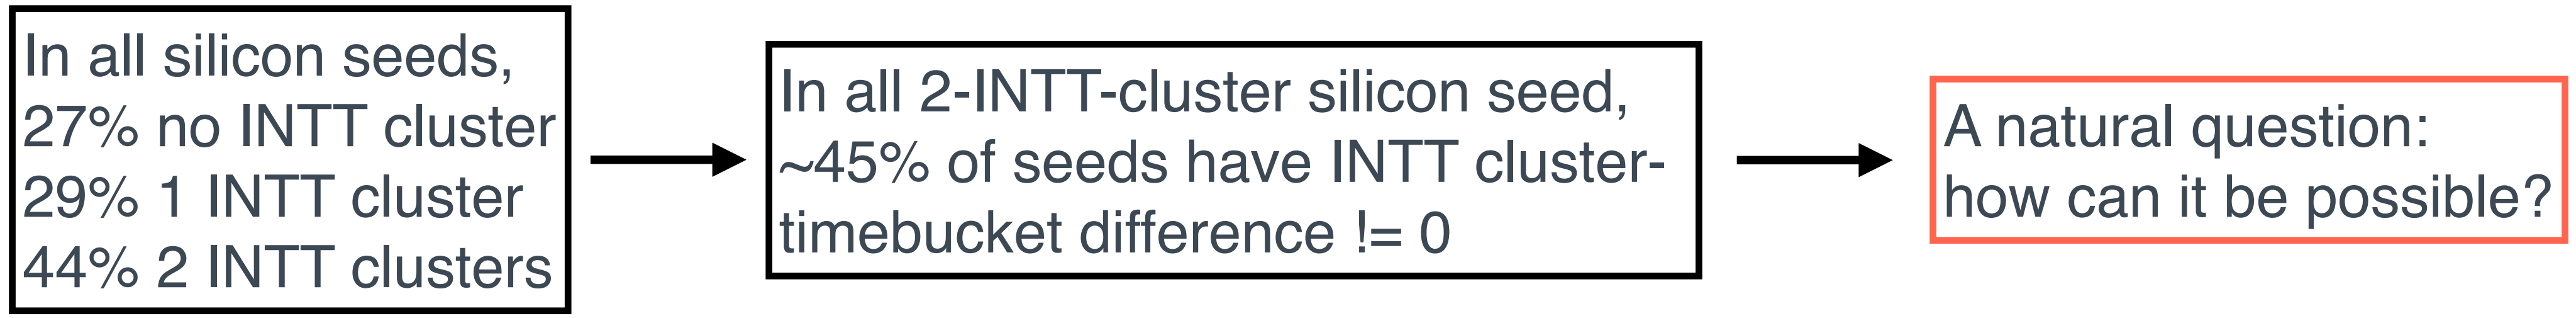 In all silicon seeds,
27% no INTT cluster
29% 1 INTT cluster
44% 2 INTT clusters
In all 2-INTT-cluster silicon seed,
~45% of seeds have INTT cluster-
timebucket difference != 0
A natural question:
how can it be possible?